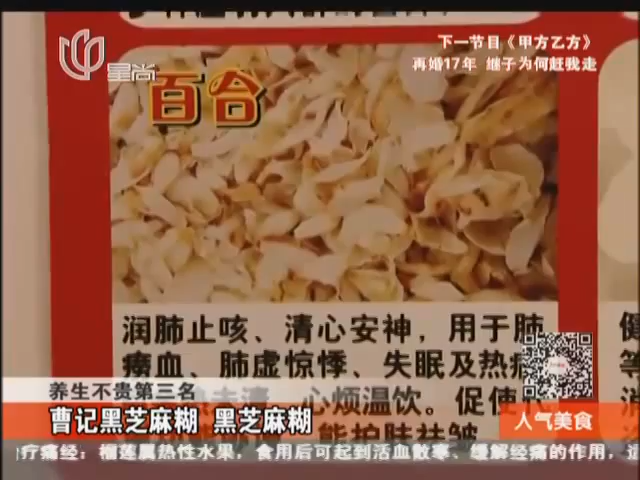 下一节目《甲方乙方》
再婚17年 继子为何赶我走
星尚
百合
润肺止咳、清心安神，用于肺
痨血、肺虚惊悸、失眠及热
心烦温饮。促使
能护肤祛皱
养生不贵第三名
曹记黑芝麻糊 黑芝麻糊
人气美食
疗痛经：榴莲属热性水果，食用后可起到活血散寒、缓解经痛的作用，